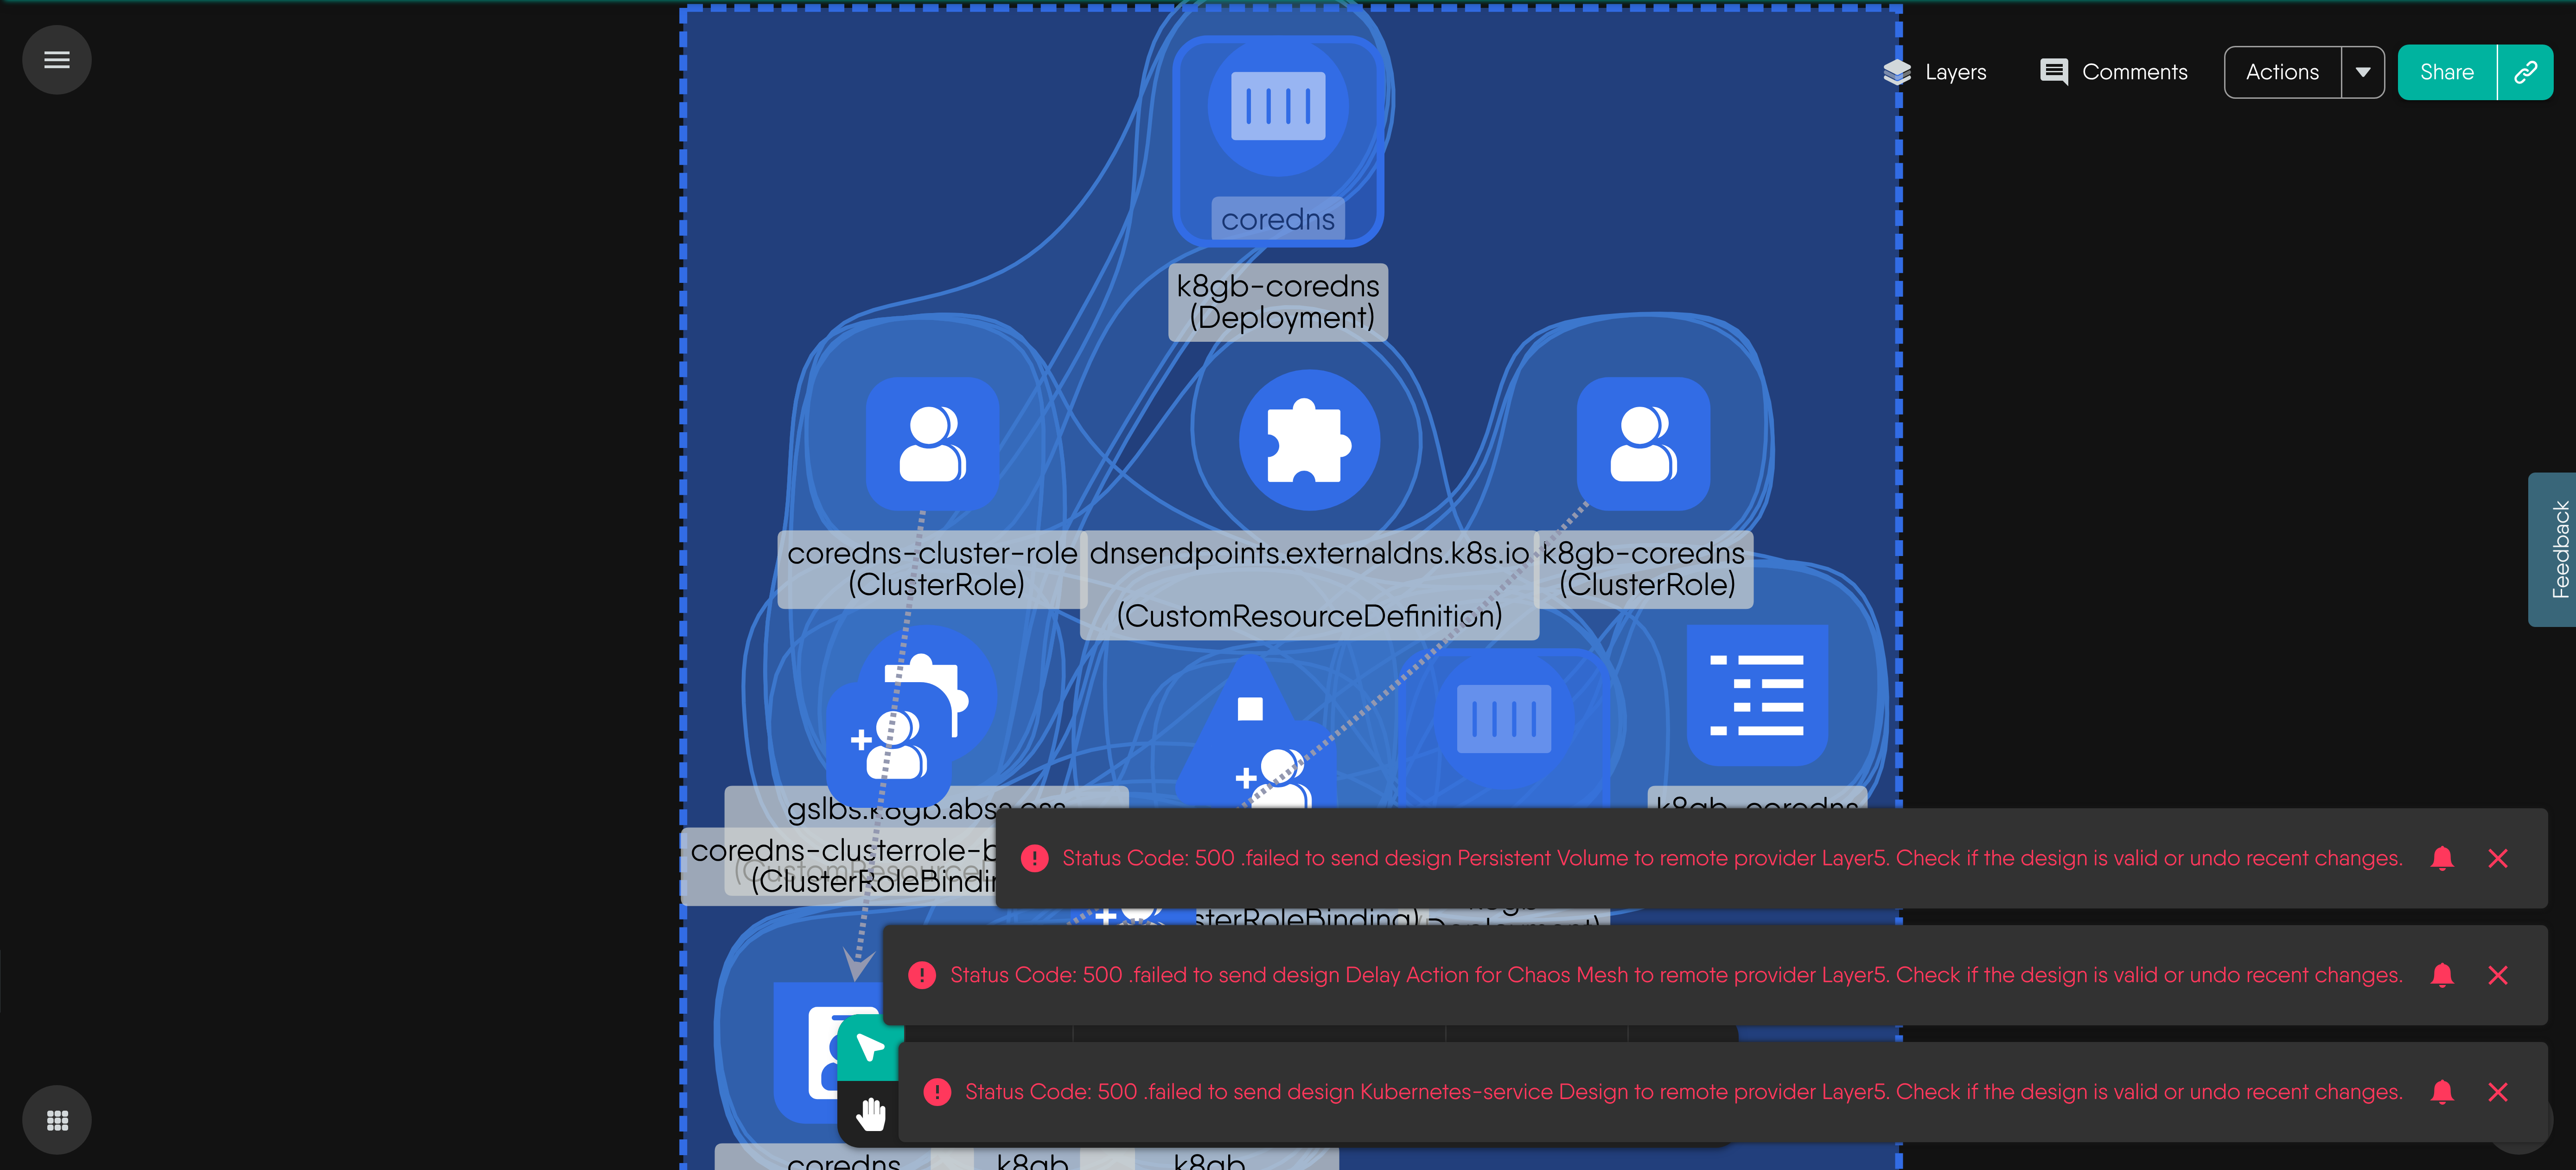 Layers
Comments
Actions
Share
Feedback
coredns
k8gb-coredns
(Deployment)
coredns-cluster-role
(ClusterRole)
dnsendpoints.externaldns.k8s.io
(CustomResourceDefinition)
k8gb-coredns
(ClusterRole)
gslbs.k8gb.absa.oss
k8gb-coredns
coredns-clusterrole-b
(ClusterRoleBindin
Status Code: 500 .failed to send design Persistent Volume to remote provider Layer5. Check if the design is valid or undo recent changes.
sterRoleBinding)
k8gb
Status Code: 500 .failed to send design Delay Action for Chaos Mesh to remote provider Layer5. Check if the design is valid or undo recent changes.
Status Code: 500 .failed to send design Kubernetes-service Design to remote provider Layer5. Check if the design is valid or undo recent changes.
coredns
k8gb
k8gb